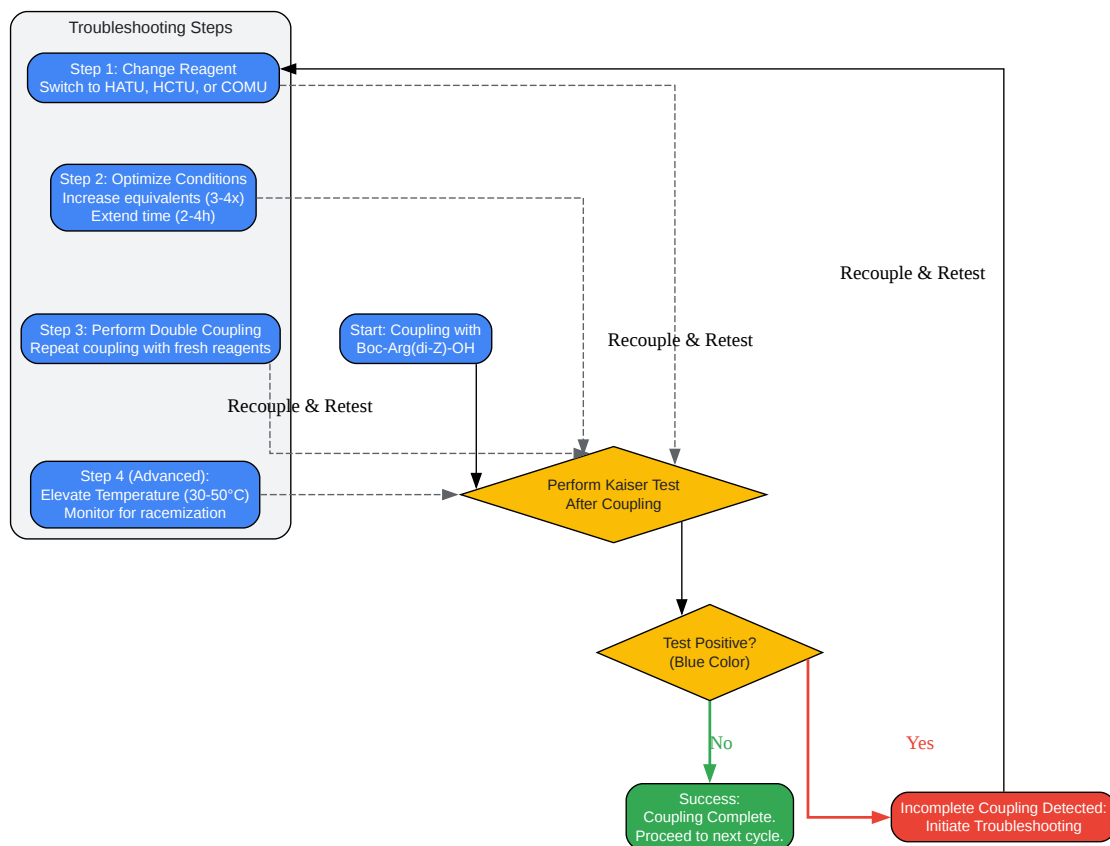 Troubleshooting Steps
Step 1: Change Reagent
Switch to HATU, HCTU, or COMU
Step 2: Optimize Conditions
Increase equivalents (3-4x)
Extend time (2-4h)
Recouple & Retest
Step 3: Perform Double Coupling
Repeat coupling with fresh reagents
Start: Coupling with
Boc-Arg(di-Z)-OH
Recouple & Retest
Recouple & Retest
Step 4 (Advanced):
Elevate Temperature (30-50°C)
Monitor for racemization
Perform Kaiser Test
After Coupling
Test Positive?
(Blue Color)
No
Yes
Success:
Coupling Complete.
Proceed to next cycle.
Incomplete Coupling Detected:
Initiate Troubleshooting